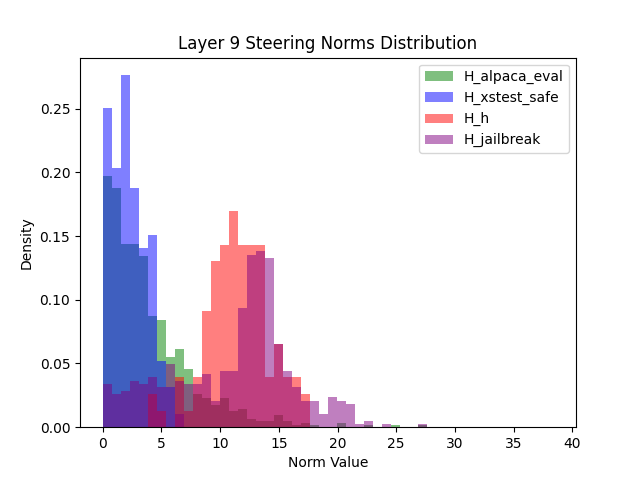 Layer 9 Steering Norms Distribution
H_alpaca_eval
H_xstest_safe
H_h
H_jailbreak
Density
0.25
0.20
0.15
0.10
0.05
0.00
0 5 10 15 20 25 30 35 40
Norm Value